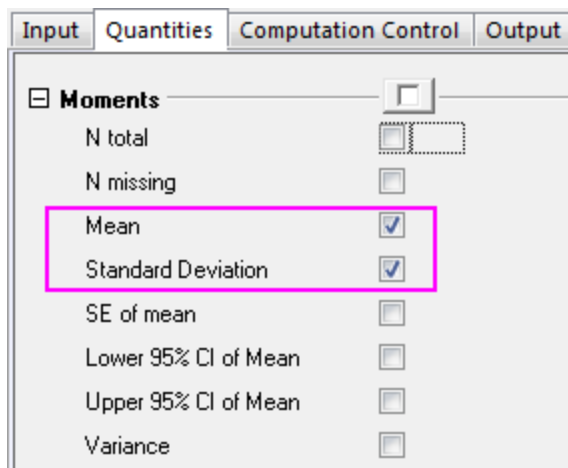 Input Quantities Computation Control Output
Moments
N total
N missing
Mean
Standard Deviation
SE of mean
Lower 95% CI of Mean
Upper 95% CI of Mean
Variance